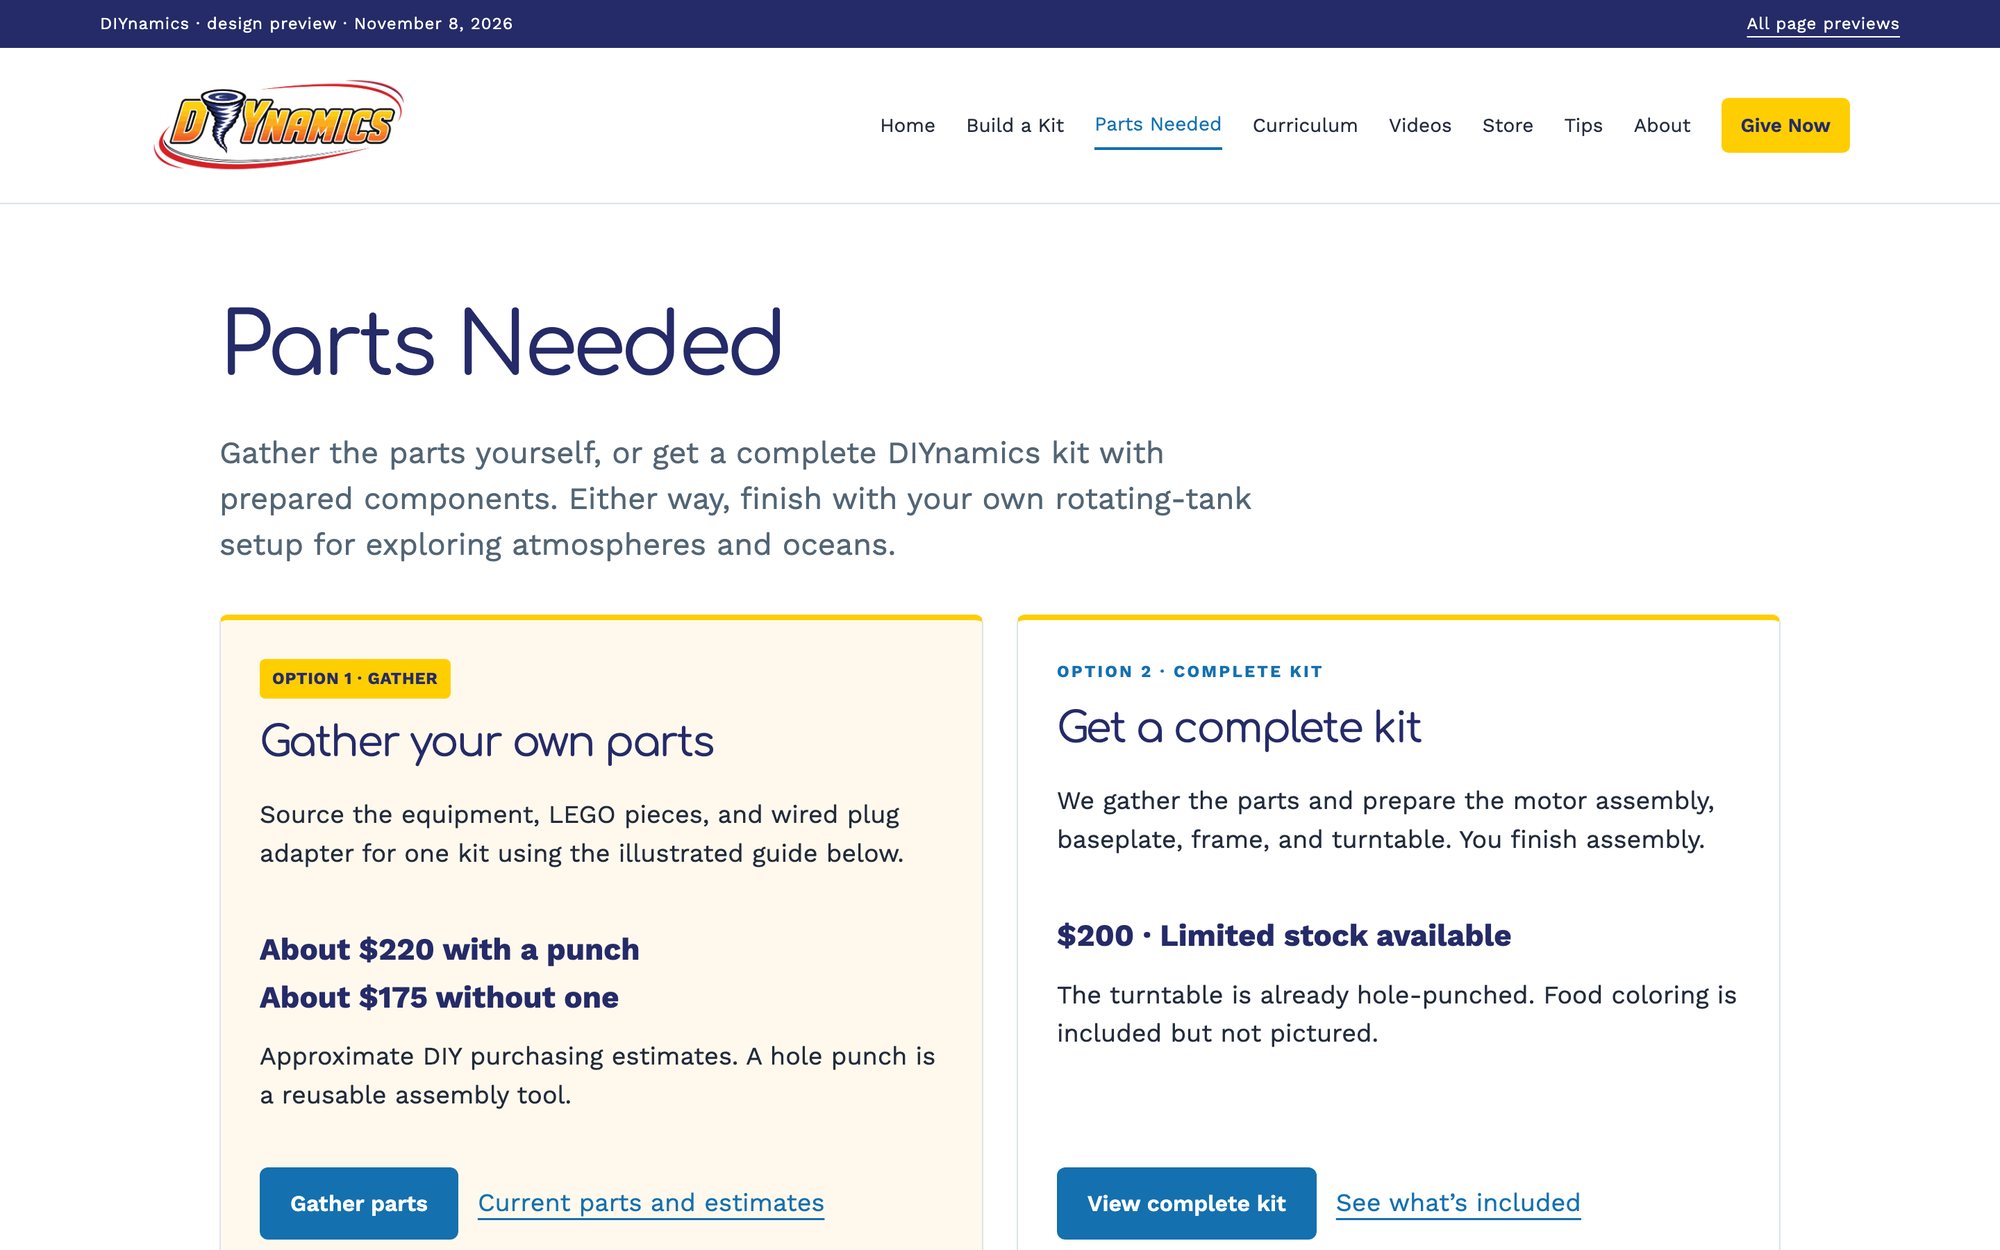 DIYnamics · design preview · November 8, 2026
All page previews
DIYNAMICS
Home
Build a Kit
Parts Needed
Curriculum
Videos
Store
Tips
About
Give Now
Parts Needed
Gather the parts yourself, or get a complete DIYnamics kit with
prepared components. Either way, finish with your own rotating-tank
setup for exploring atmospheres and oceans.
OPTION 1 · GATHER
Gather your own parts
Source the equipment, LEGO pieces, and wired plug
adapter for one kit using the illustrated guide below.
About $220 with a punch
About $175 without one
Approximate DIY purchasing estimates. A hole punch is
a reusable assembly tool.
Gather parts
Current parts and estimates
OPTION 2 · COMPLETE KIT
Get a complete kit
We gather the parts and prepare the motor assembly,
baseplate, frame, and turntable. You finish assembly.
$200 · Limited stock available
The turntable is already hole-punched. Food coloring is
included but not pictured.
View complete kit
See what’s included